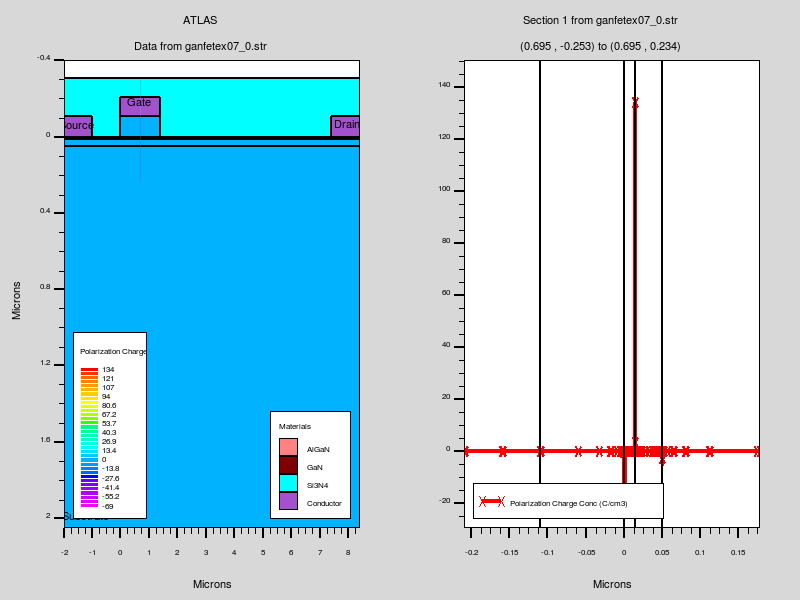 ATLAS
Data from ganfetex07_0.str
-0.4
0
0.4
0.8
1.2
1.6
2
Microns
Gate
ource
Drain
Polarization Charge
134
121
107
94
80.6
67.2
53.7
40.3
26.9
13.4
0
-13.8
-27.6
-41.4
-55.2
-69
Materials
AlGaN
GaN
Si3N4
Conductor
-2 -1 0 1 2 3 4 5 6 7 8
Microns
Section 1 from ganfetex07_0.str
(0.695 , -0.253) to (0.695 , 0.234)
140
120
100
80
60
40
20
0
-20
Polarization Charge Conc (C/cm3)
-0.2 -0.15 -0.1 -0.05 0 0.05 0.1 0.15
Microns